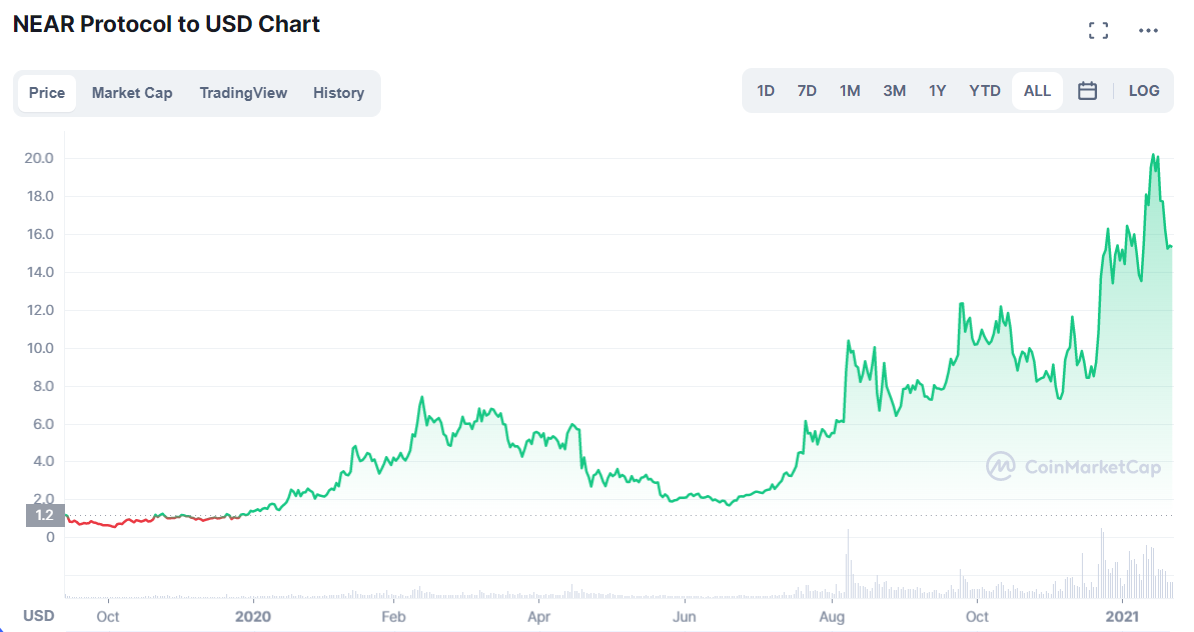 NEAR Protocol to USD Chart
Price Market Cap TradingView History
1D 7D 1M 3M 1Y YTD ALL LOG
20.0
18.0
16.0
14.0
12.0
10.0
8.0
6.0
4.0
2.0
1.2
0
CoinMarketCap
USD Oct 2020 Feb Apr Jun Aug Oct 2021